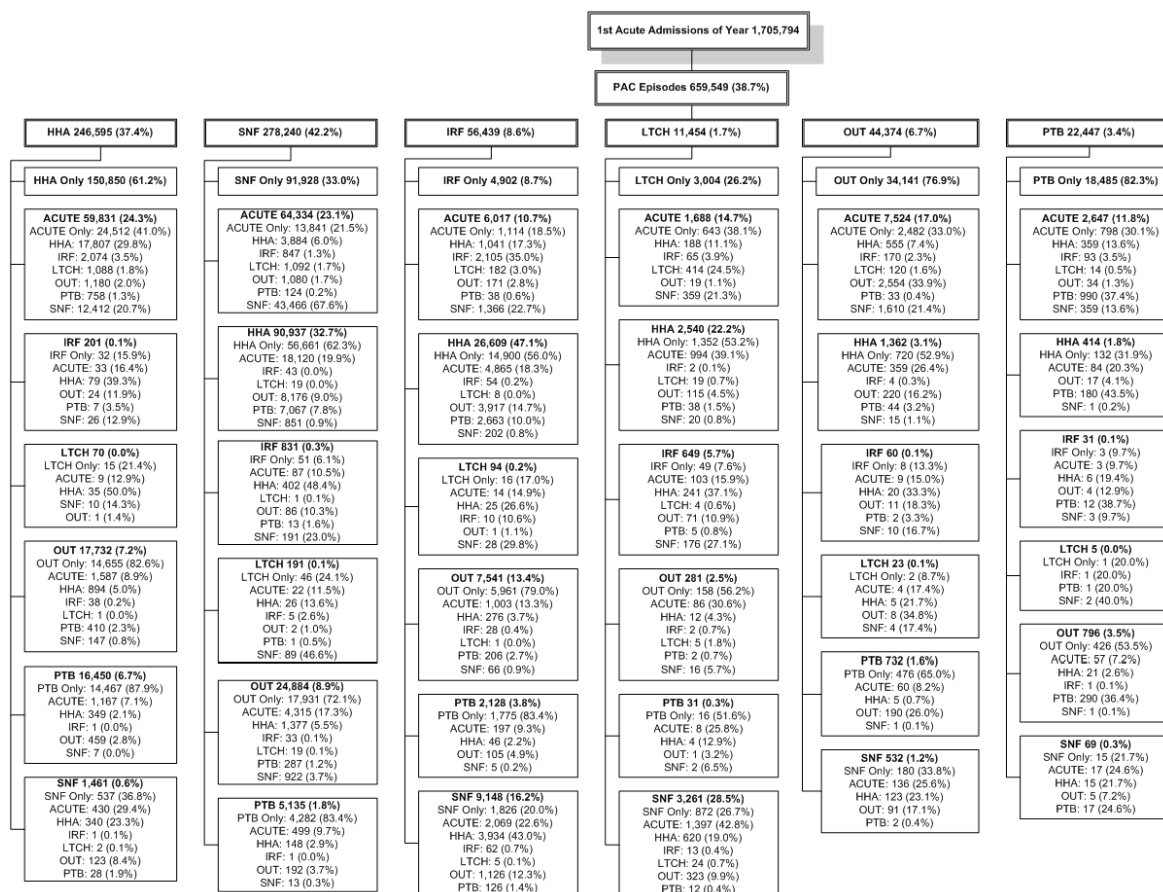 1st Acute Admissions of Year 1,705,794
PAC Episodes 659,549 (38.7%)
HHA 246,595 (37.4%)
HHA Only 150,850 (61.2%)
ACUTE 59,831 (24.3%)
ACUTE Only: 24,512 (41.0%)
HHA: 17,807 (29.8%)
IRF: 2,074 (3.5%)
LTCH: 1,088 (1.8%)
OUT: 1,180 (2.0%)
PTB: 758 (1.3%)
SNF: 12,412 (20.7%)
IRF 201 (0.1%)
IRF Only: 32 (15.9%)
ACUTE: 33 (16.4%)
HHA: 79 (39.3%)
OUT: 24 (11.9%)
PTB: 7 (3.5%)
SNF: 26 (12.9%)
LTCH 70 (0.0%)
LTCH Only: 15 (21.4%)
ACUTE: 9 (12.9%)
HHA: 35 (50.0%)
SNF: 10 (14.3%)
OUT: 1 (1.4%)
OUT 17,732 (7.2%)
OUT Only: 14,655 (82.6%)
ACUTE: 1,587 (8.9%)
HHA: 894 (5.0%)
IRF: 38 (0.2%)
LTCH: 1 (0.0%)
PTB: 410 (2.3%)
SNF: 147 (0.8%)
PTB 16,450 (6.7%)
PTB Only: 14,467 (87.9%)
ACUTE: 1,167 (7.1%)
HHA: 349 (2.1%)
IRF: 1 (0.0%)
OUT: 459 (2.8%)
SNF: 7 (0.0%)
SNF 1,461 (0.6%)
SNF Only: 537 (36.8%)
ACUTE: 430 (29.4%)
HHA: 340 (23.3%)
IRF: 1 (0.1%)
LTCH: 2 (0.1%)
OUT: 123 (8.4%)
PTB: 28 (1.9%)
SNF 278,240 (42.2%)
SNF Only 91,928 (33.0%)
ACUTE 64,334 (23.1%)
ACUTE Only: 13,841 (21.5%)
HHA: 3,884 (6.0%)
IRF: 847 (1.3%)
LTCH: 1,092 (1.7%)
OUT: 1,080 (1.7%)
PTB: 124 (0.2%)
SNF: 43,466 (67.6%)
HHA 90,937 (32.7%)
HHA Only: 56,661 (62.3%)
ACUTE: 18,120 (19.9%)
IRF: 43 (0.0%)
LTCH: 19 (0.0%)
OUT: 8,176 (9.0%)
PTB: 7,067 (7.8%)
SNF: 851 (0.9%)
IRF 831 (0.3%)
IRF Only: 51 (6.1%)
ACUTE: 87 (10.5%)
HHA: 402 (48.4%)
LTCH: 1 (0.1%)
OUT: 86 (10.3%)
PTB: 13 (1.6%)
SNF: 191 (23.0%)
LTCH 191 (0.1%)
LTCH Only: 46 (24.1%)
ACUTE: 22 (11.5%)
HHA: 26 (13.6%)
IRF: 5 (2.6%)
OUT: 2 (1.0%)
PTB: 1 (0.5%)
SNF: 89 (46.6%)
OUT 24,884 (8.9%)
OUT Only: 17,931 (72.1%)
ACUTE: 4,315 (17.3%)
HHA: 1,377 (5.5%)
IRF: 33 (0.1%)
LTCH: 19 (0.1%)
PTB: 287 (1.2%)
SNF: 922 (3.7%)
PTB 5,135 (1.8%)
PTB Only: 4,282 (83.4%)
ACUTE: 499 (9.7%)
HHA: 148 (2.9%)
IRF: 1 (0.0%)
OUT: 192 (3.7%)
SNF: 13 (0.3%)
IRF 56,439 (8.6%)
IRF Only 4,902 (8.7%)
ACUTE 6,017 (10.7%)
ACUTE Only: 1,114 (18.5%)
HHA: 1,041 (17.3%)
IRF: 2,105 (35.0%)
LTCH: 182 (3.0%)
OUT: 171 (2.8%)
PTB: 38 (0.6%)
SNF: 1,366 (22.7%)
HHA 26,609 (47.1%)
HHA Only: 14,900 (56.0%)
ACUTE: 4,865 (18.3%)
IRF: 54 (0.2%)
LTCH: 8 (0.0%)
OUT: 3,917 (14.7%)
PTB: 2,663 (10.0%)
SNF: 202 (0.8%)
LTCH 94 (0.2%)
LTCH Only: 16 (17.0%)
ACUTE: 14 (14.9%)
HHA: 25 (26.6%)
IRF: 10 (10.6%)
OUT: 1 (1.1%)
SNF: 28 (29.8%)
OUT 7,541 (13.4%)
OUT Only: 5,961 (79.0%)
ACUTE: 1,003 (13.3%)
HHA: 276 (3.7%)
IRF: 28 (0.4%)
LTCH: 1 (0.0%)
PTB: 206 (2.7%)
SNF: 66 (0.9%)
PTB 2,128 (3.8%)
PTB Only: 1,775 (83.4%)
ACUTE: 197 (9.3%)
HHA: 46 (2.2%)
OUT: 105 (4.9%)
SNF: 5 (0.2%)
SNF 9,148 (16.2%)
SNF Only: 1,826 (20.0%)
ACUTE: 2,069 (22.6%)
HHA: 3,934 (43.0%)
IRF: 62 (0.7%)
LTCH: 5 (0.1%)
OUT: 1,126 (12.3%)
PTB: 126 (1.4%)
LTCH 11,454 (1.7%)
LTCH Only 3,004 (26.2%)
ACUTE 1,688 (14.7%)
ACUTE Only: 643 (38.1%)
HHA: 188 (11.1%)
IRF: 65 (3.9%)
LTCH: 414 (24.5%)
OUT: 19 (1.1%)
SNF: 359 (21.3%)
HHA 2,540 (22.2%)
HHA Only: 1,352 (53.2%)
ACUTE: 994 (39.1%)
IRF: 2 (0.1%)
LTCH: 19 (0.7%)
OUT: 115 (4.5%)
PTB: 38 (1.5%)
SNF: 20 (0.8%)
IRF 649 (5.7%)
IRF Only: 49 (7.6%)
ACUTE: 103 (15.9%)
HHA: 241 (37.1%)
LTCH: 4 (0.6%)
OUT: 71 (10.9%)
PTB: 5 (0.8%)
SNF: 176 (27.1%)
OUT 281 (2.5%)
OUT Only: 158 (56.2%)
ACUTE: 86 (30.6%)
HHA: 12 (4.3%)
IRF: 2 (0.7%)
LTCH: 5 (1.8%)
PTB: 2 (0.7%)
SNF: 16 (5.7%)
PTB 31 (0.3%)
PTB Only: 16 (51.6%)
ACUTE: 8 (25.8%)
HHA: 4 (12.9%)
OUT: 1 (3.2%)
SNF: 2 (6.5%)
SNF 3,261 (28.5%)
SNF Only: 872 (26.7%)
ACUTE: 1,397 (42.8%)
HHA: 620 (19.0%)
IRF: 13 (0.4%)
LTCH: 24 (0.7%)
OUT: 323 (9.9%)
PTB: 12 (0.4%)
OUT 44,374 (6.7%)
OUT Only 34,141 (76.9%)
ACUTE 7,524 (17.0%)
ACUTE Only: 2,482 (33.0%)
HHA: 555 (7.4%)
IRF: 170 (2.3%)
LTCH: 120 (1.6%)
OUT: 2,554 (33.9%)
PTB: 33 (0.4%)
SNF: 1,610 (21.4%)
HHA 1,362 (3.1%)
HHA Only: 720 (52.9%)
ACUTE: 359 (26.4%)
IRF: 4 (0.3%)
OUT: 220 (16.2%)
PTB: 44 (3.2%)
SNF: 15 (1.1%)
IRF 60 (0.1%)
IRF Only: 8 (13.3%)
ACUTE: 9 (15.0%)
HHA: 20 (33.3%)
OUT: 11 (18.3%)
PTB: 2 (3.3%)
SNF: 10 (16.7%)
LTCH 23 (0.1%)
LTCH Only: 2 (8.7%)
ACUTE: 4 (17.4%)
HHA: 5 (21.7%)
OUT: 8 (34.8%)
SNF: 4 (17.4%)
PTB 732 (1.6%)
PTB Only: 476 (65.0%)
ACUTE: 60 (8.2%)
HHA: 5 (0.7%)
OUT: 190 (26.0%)
SNF: 1 (0.1%)
SNF 532 (1.2%)
SNF Only: 180 (33.8%)
ACUTE: 136 (25.6%)
HHA: 123 (23.1%)
OUT: 91 (17.1%)
PTB: 2 (0.4%)
PTB 22,447 (3.4%)
PTB Only 18,485 (82.3%)
ACUTE 2,647 (11.8%)
ACUTE Only: 798 (30.1%)
HHA: 359 (13.6%)
IRF: 93 (3.5%)
LTCH: 14 (0.5%)
OUT: 34 (1.3%)
PTB: 990 (37.4%)
SNF: 359 (13.6%)
HHA 414 (1.8%)
HHA Only: 132 (31.9%)
ACUTE: 84 (20.3%)
OUT: 17 (4.1%)
PTB: 180 (43.5%)
SNF: 1 (0.2%)
IRF 31 (0.1%)
IRF Only: 3 (9.7%)
ACUTE: 3 (9.7%)
HHA: 6 (19.4%)
OUT: 4 (12.9%)
PTB: 12 (38.7%)
SNF: 3 (9.7%)
LTCH 5 (0.0%)
LTCH Only: 1 (20.0%)
IRF: 1 (20.0%)
PTB: 1 (20.0%)
SNF: 2 (40.0%)
OUT 796 (3.5%)
OUT Only: 426 (53.5%)
ACUTE: 57 (7.2%)
HHA: 21 (2.6%)
IRF: 1 (0.1%)
PTB: 290 (36.4%)
SNF: 1 (0.1%)
SNF 69 (0.3%)
SNF Only: 15 (21.7%)
ACUTE: 17 (24.6%)
HHA: 15 (21.7%)
OUT: 5 (7.2%)
PTB: 17 (24.6%)